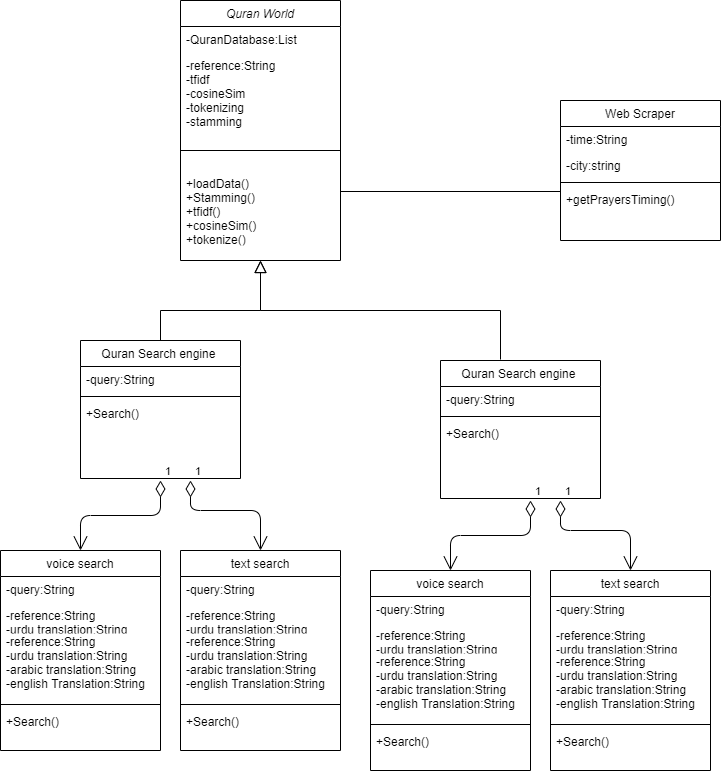 Quran World
-QuranDatabase:List
-reference:String
-tfidf
-cosineSim
-tokenizing
-stamming
+loadData()
+Stamming()
+tfidf()
+cosineSim()
+tokenize()
Web Scraper
-time:String
-city:string
+getPrayersTiming()
Quran Search engine
-query:String
+Search()
1 1
Quran Search engine
-query:String
+Search()
1 1
voice search
-query:String
-reference:String
-urdu translation:String
-reference:String
-urdu translation:String
-arabic translation:String
-english Translation:String
+Search()
text search
-query:String
-reference:String
-urdu translation:String
-reference:String
-urdu translation:String
-arabic translation:String
-english Translation:String
+Search()
voice search
-query:String
-reference:String
-urdu translation:String
-reference:String
-urdu translation:String
-arabic translation:String
-english Translation:String
+Search()
text search
-query:String
-reference:String
-urdu translation:String
-reference:String
-urdu translation:String
-arabic translation:String
-english Translation:String
+Search()